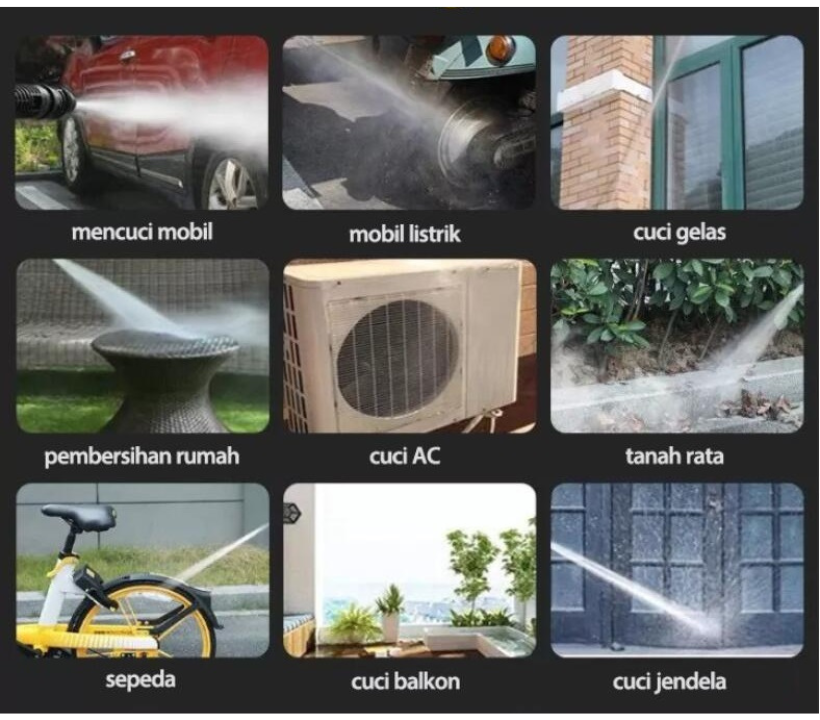 mencuci mobil
mobil listrik
cuci gelas
pembersihan rumah
cuci AC
tanah rata
sepeda
cuci balkon
cuci jendela